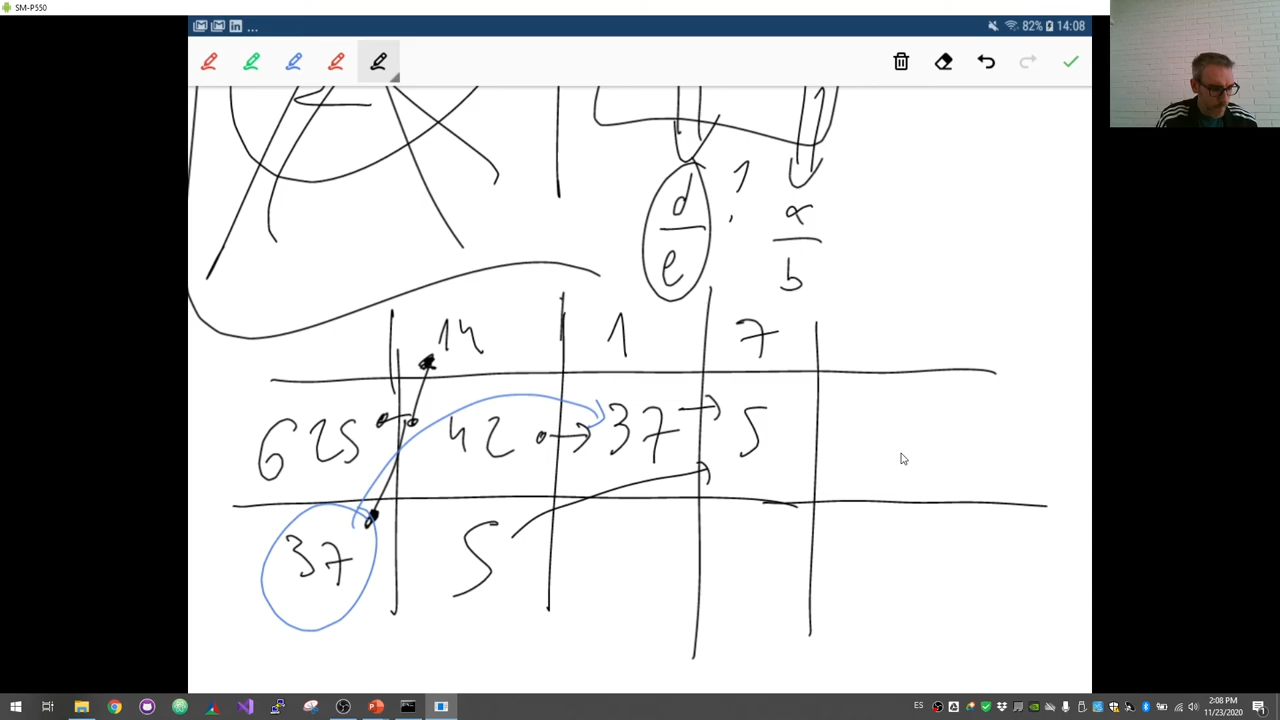 SM-P550
... 82% 14:08
d ? α
e b
14 1 7
625 42 37 5
37 5
ES 2:08 PM
11/23/2020